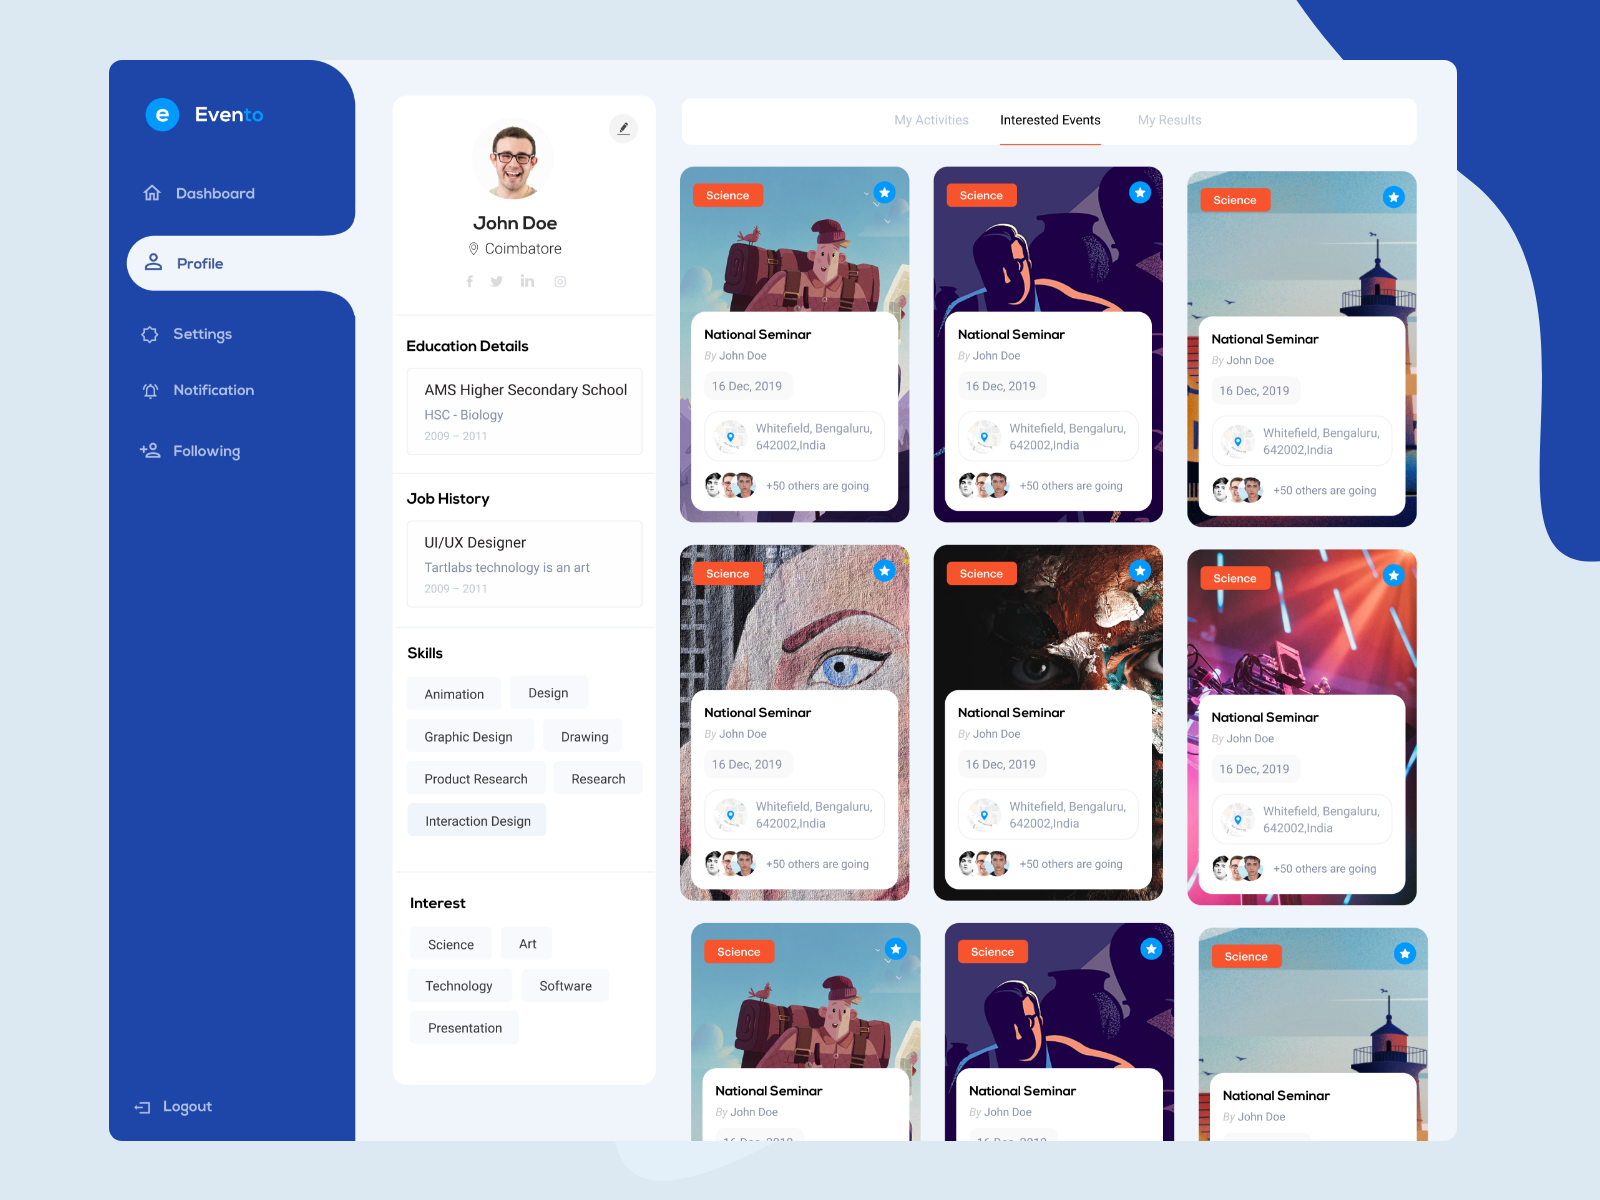 e Evento
Dashboard
Profile
Settings
Notification
Following
Logout
John Doe
Coimbatore
f in
Education Details
AMS Higher Secondary School
HSC - Biology
2009 – 2011
Job History
UI/UX Designer
Tartlabs technology is an art
2009 – 2011
Skills
Animation Design
Graphic Design Drawing
Product Research Research
Interaction Design
Interest
Science Art
Technology Software
Presentation
My Activities Interested Events My Results
Science
National Seminar
By John Doe
16 Dec, 2019
Whitefield, Bengaluru,
642002,India
+50 others are going
Science
National Seminar
By John Doe
16 Dec, 2019
Whitefield, Bengaluru,
642002,India
+50 others are going
Science
National Seminar
By John Doe
16 Dec, 2019
Whitefield, Bengaluru,
642002,India
+50 others are going
Science
National Seminar
By John Doe
16 Dec, 2019
Whitefield, Bengaluru,
642002,India
+50 others are going
Science
National Seminar
By John Doe
16 Dec, 2019
Whitefield, Bengaluru,
642002,India
+50 others are going
Science
National Seminar
By John Doe
16 Dec, 2019
Whitefield, Bengaluru,
642002,India
+50 others are going
Science
National Seminar
By John Doe
16 Dec, 2019
Science
National Seminar
By John Doe
16 Dec, 2019
Science
National Seminar
By John Doe